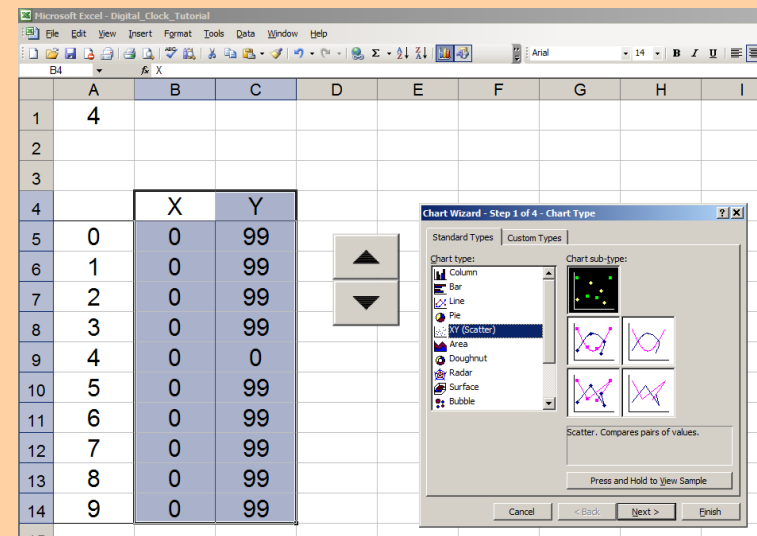 Microsoft Excel - Digital_Clock_Tutorial
File Edit View Insert Format Tools Data Window Help
Arial 14 B I U
B4 fx X
A B C D E F G H I
1 4
2
3
4 X Y
5 0 0 99
6 1 0 99
7 2 0 99
8 3 0 99
9 4 0 0
10 5 0 99
11 6 0 99
12 7 0 99
13 8 0 99
14 9 0 99
Chart Wizard - Step 1 of 4 - Chart Type
Standard Types Custom Types
Chart type: Chart sub-type:
Column
Bar
Line
Pie
XY (Scatter)
Area
Doughnut
Radar
Surface
Bubble
Scatter. Compares pairs of values.
Press and Hold to View Sample
Cancel < Back Next > Finish